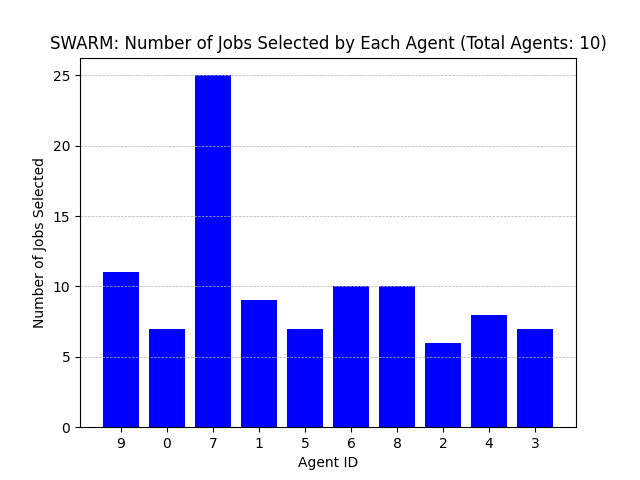 SWARM: Number of Jobs Selected by Each Agent (Total Agents: 10)
25
20
15
10
5
0
Number of Jobs Selected
9 0 7 1 5 6 8 2 4 3
Agent ID